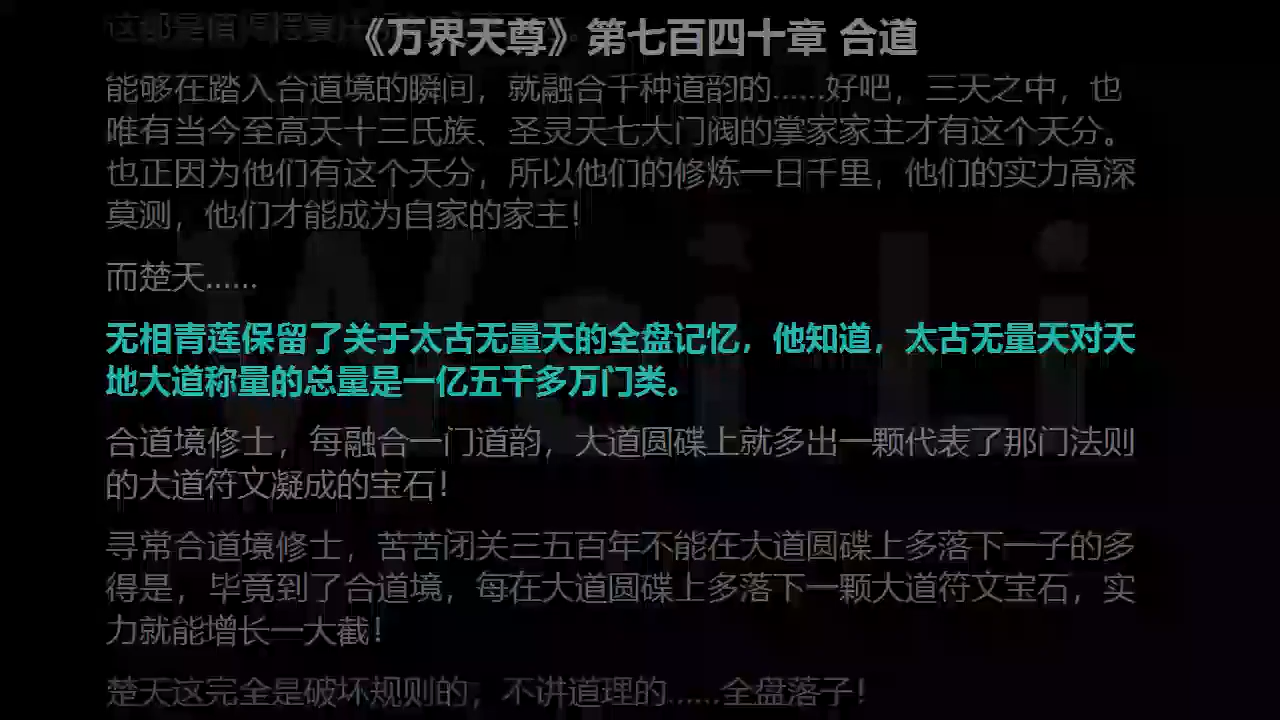 《万界天尊》第七百四十章 合道
能够在踏入合道境的瞬间，就融合千种道韵的……好吧，三天之中，也
唯有当今至高天十三氏族、圣灵天七大门阀的掌家家主才有这个天分。
也正因为他们有这个天分，所以他们的修炼一日千里，他们的实力高深
莫测，他们才能成为自家的家主！
而楚天……
无相青莲保留了关于太古无量天的全盘记忆，他知道，太古无量天对天
地大道称量的总量是一亿五千多万门类。
合道境修士，每融合一门道韵，大道圆碟上就多出一颗代表了那门法则
的大道符文凝成的宝石！
寻常合道境修士，苦苦闭关三五百年不能在大道圆碟上多落下一子的多
得是，毕竟到了合道境，每在大道圆碟上多落下一颗大道符文宝石，实
力就能增长一大截！
楚天这完全是破坏规则的，不讲道理的……全盘落子！
Wei Li